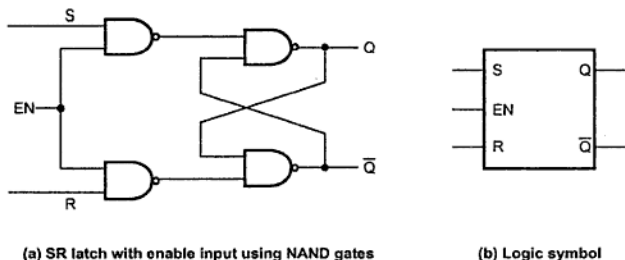 S
Q
EN
Q
R
S Q
EN
R Q
(a) SR latch with enable input using NAND gates
(b) Logic symbol